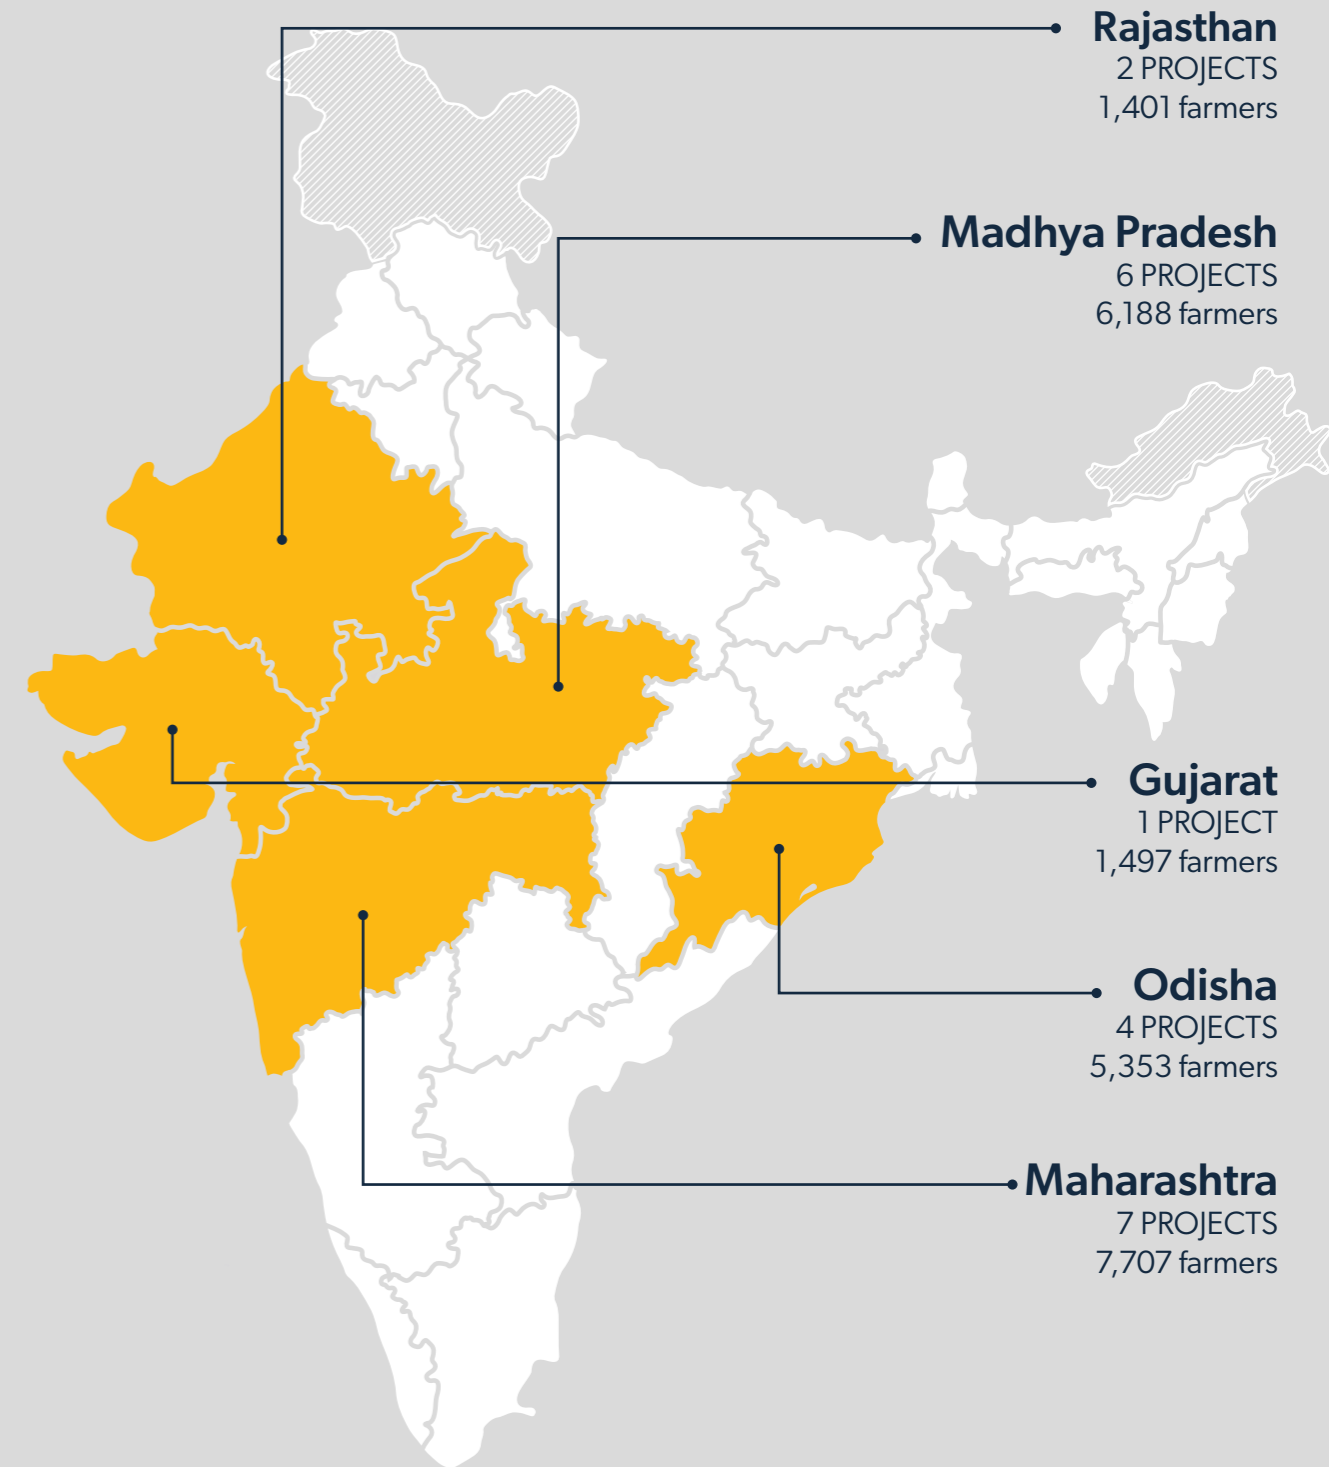 Rajasthan
2 PROJECTS
1,401 farmers
Madhya Pradesh
6 PROJECTS
6,188 farmers
Gujarat
1 PROJECT
1,497 farmers
Odisha
4 PROJECTS
5,353 farmers
Maharashtra
7 PROJECTS
7,707 farmers